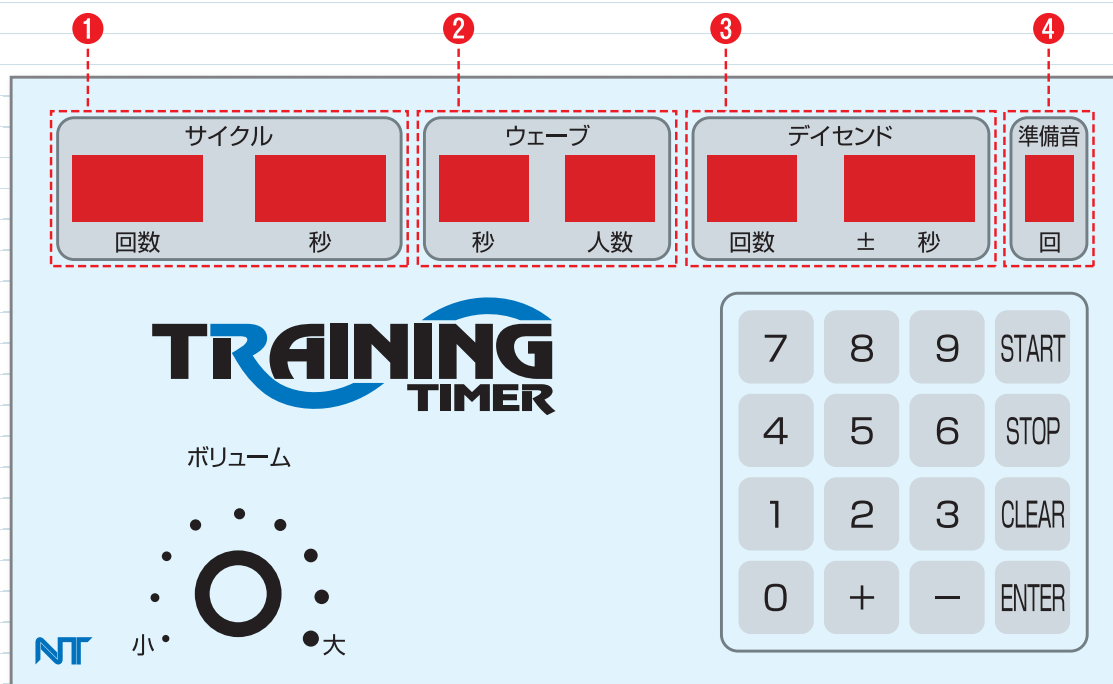 1 2 3 4
サイクル ウェーブ デイセンド 準備音
回数 秒 秒 人数 回数 ± 秒 回
TRAINING
TIMER
ボリューム
小 大
NT
7 8 9 START
4 5 6 STOP
1 2 3 CLEAR
0 + − ENTER